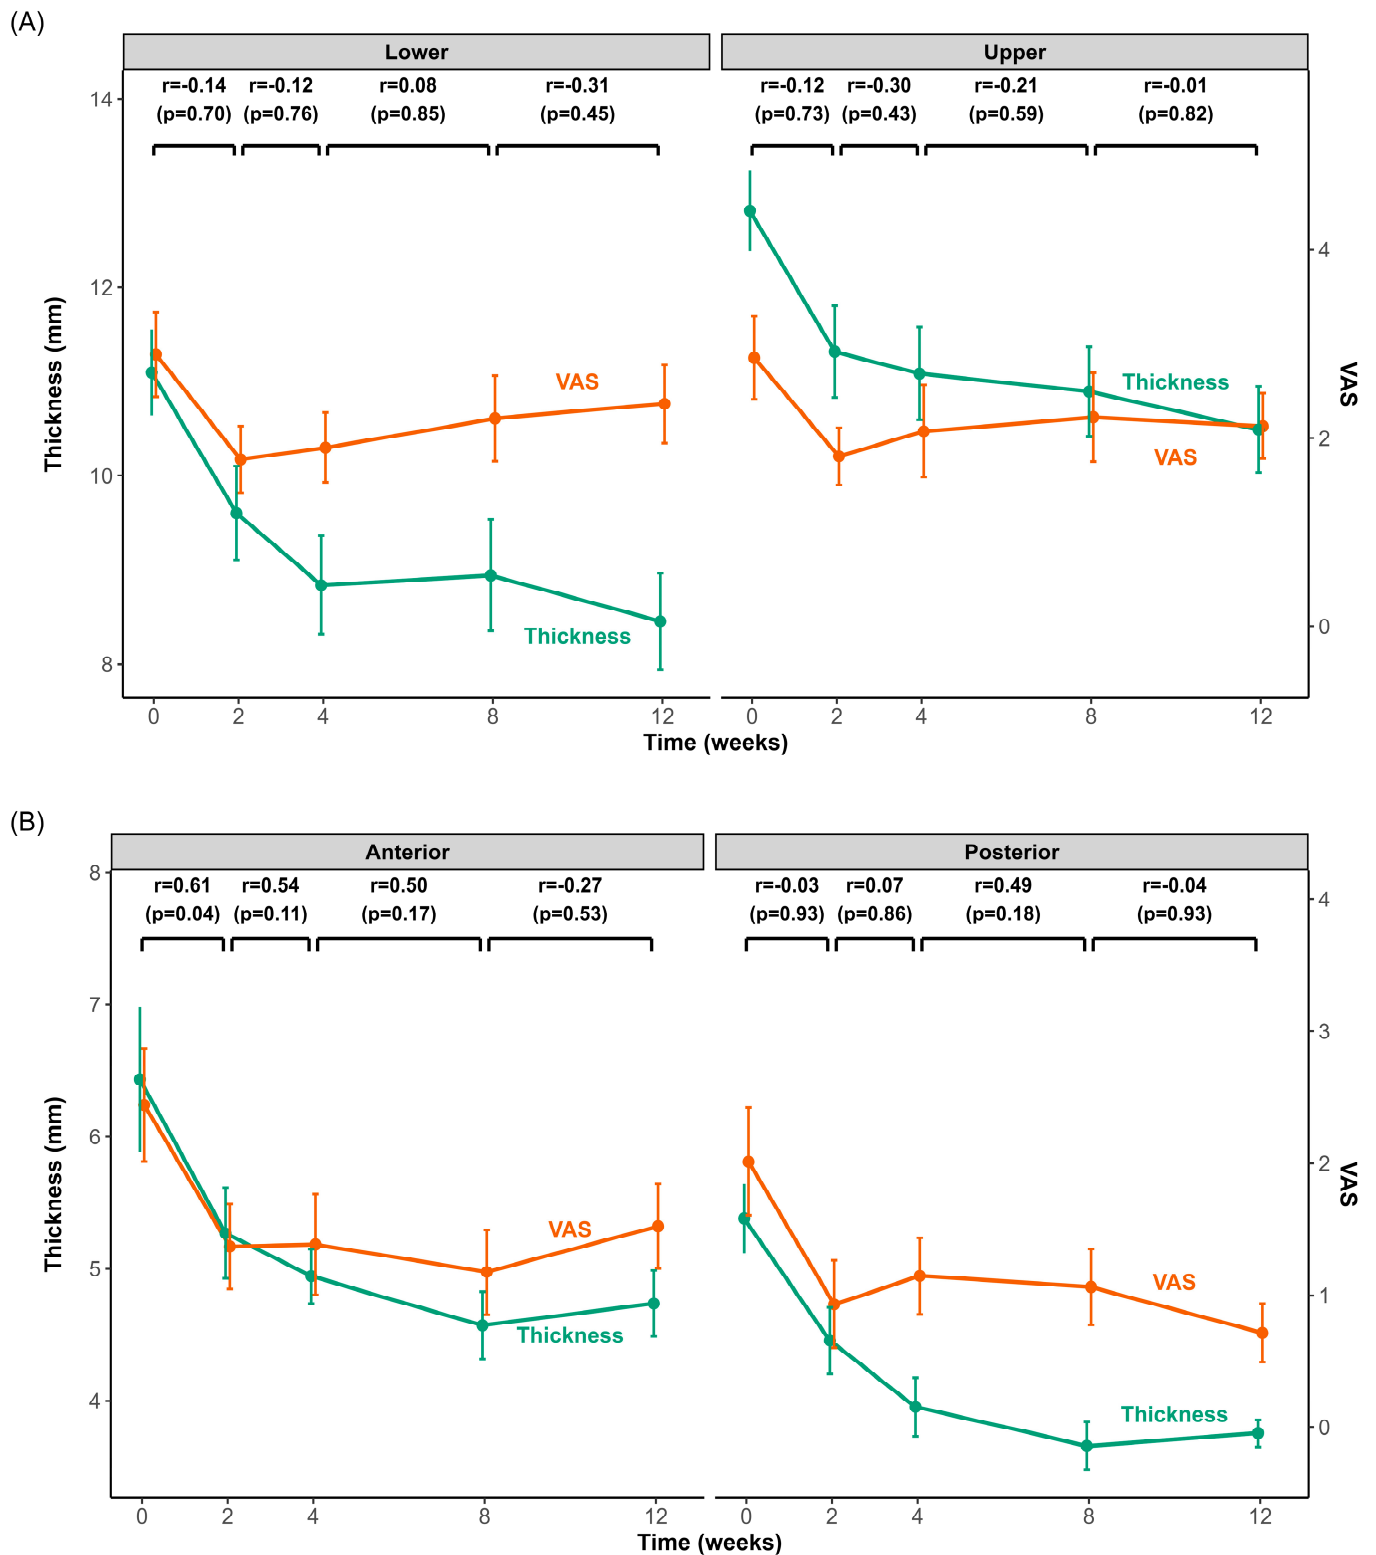 (A)
Lower
Upper
r=-0.14 r=-0.12 r=0.08 r=-0.31
(p=0.70) (p=0.76) (p=0.85) (p=0.45)
r=-0.12 r=-0.30 r=-0.21 r=-0.01
(p=0.73) (p=0.43) (p=0.59) (p=0.82)
14
12
10
8
Thickness (mm)
VAS
Thickness
Thickness
VAS
4
2
0
VAS
0 2 4 8 12
0 2 4 8 12
Time (weeks)
(B)
Anterior
Posterior
r=0.61 r=0.54 r=0.50 r=-0.27
(p=0.04) (p=0.11) (p=0.17) (p=0.53)
r=-0.03 r=0.07 r=0.49 r=-0.04
(p=0.93) (p=0.86) (p=0.18) (p=0.93)
8
7
6
5
4
Thickness (mm)
VAS
Thickness
VAS
Thickness
4
3
2
1
0
VAS
0 2 4 8 12
0 2 4 8 12
Time (weeks)